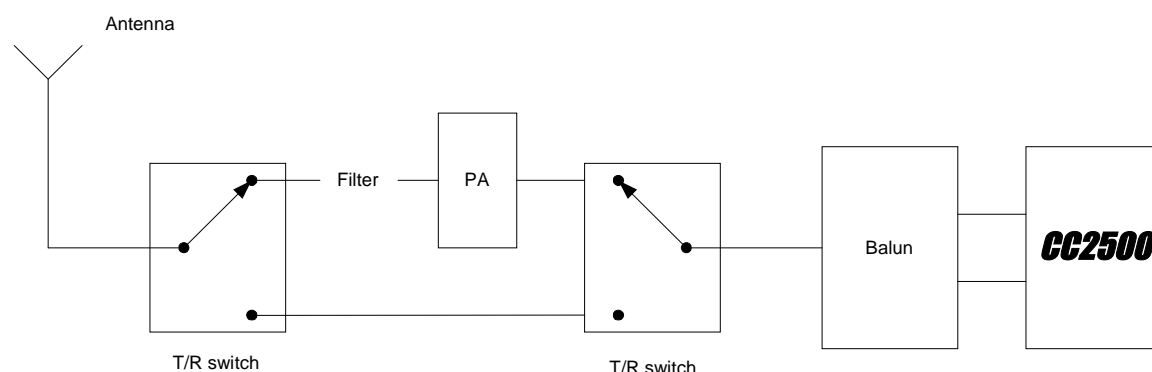 Antenna
Filter
PA
Balun
CC2500
T/R switch
T/R switch